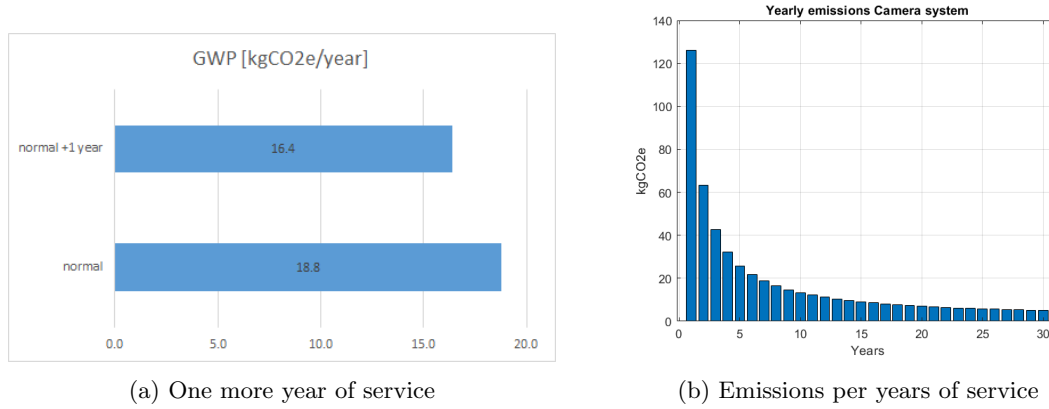 GWP [kgCO2e/year]
normal +1 year
16.4
normal
18.8
0.0 5.0 10.0 15.0 20.0
(a) One more year of service
Yearly emissions Camera system
kgCO2e
140
120
100
80
60
40
20
0
0 5 10 15 20 25 30
Years
(b) Emissions per years of service